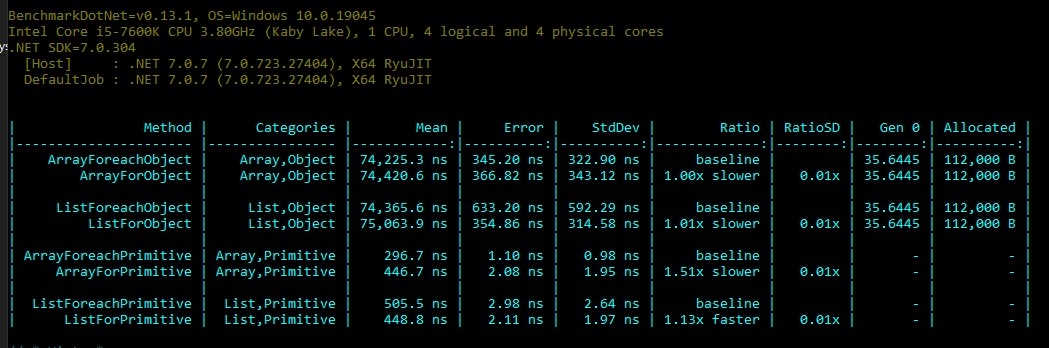 BenchmarkDotNet=v0.13.1, OS=Windows 10.0.19045
Intel Core i5-7600K CPU 3.80GHz (Kaby Lake), 1 CPU, 4 logical and 4 physical cores
.NET SDK=7.0.304
  [Host]     : .NET 7.0.7 (7.0.723.27404), X64 RyuJIT
  DefaultJob : .NET 7.0.7 (7.0.723.27404), X64 RyuJIT

|                Method |      Categories |        Mean |     Error |    StdDev |        Ratio | RatioSD |   Gen 0 | Allocated |
|---------------------- |---------------- |------------:|----------:|----------:|-------------:|--------:|--------:|----------:|
|    ArrayForeachObject |    Array,Object | 74,225.3 ns | 345.20 ns | 322.90 ns |     baseline |         | 35.6445 | 112,000 B |
|        ArrayForObject |    Array,Object | 74,420.6 ns | 366.82 ns | 343.12 ns | 1.00x slower |   0.01x | 35.6445 | 112,000 B |
|                       |                 |             |           |           |              |         |         |           |
|     ListForeachObject |     List,Object | 74,365.6 ns | 633.20 ns | 592.29 ns |     baseline |         | 35.6445 | 112,000 B |
|         ListForObject |     List,Object | 75,063.9 ns | 354.86 ns | 314.58 ns | 1.01x slower |   0.01x | 35.6445 | 112,000 B |
|                       |                 |             |           |           |              |         |         |           |
| ArrayForeachPrimitive | Array,Primitive |    296.7 ns |   1.10 ns |   0.98 ns |     baseline |         |       - |         - |
|     ArrayForPrimitive | Array,Primitive |    446.7 ns |   2.08 ns |   1.95 ns | 1.51x slower |   0.01x |       - |         - |
|                       |                 |             |           |           |              |         |         |           |
|  ListForeachPrimitive |  List,Primitive |    505.5 ns |   2.98 ns |   2.64 ns |     baseline |         |       - |         - |
|      ListForPrimitive |  List,Primitive |    448.8 ns |   2.11 ns |   1.97 ns | 1.13x faster |   0.01x |       - |         - |